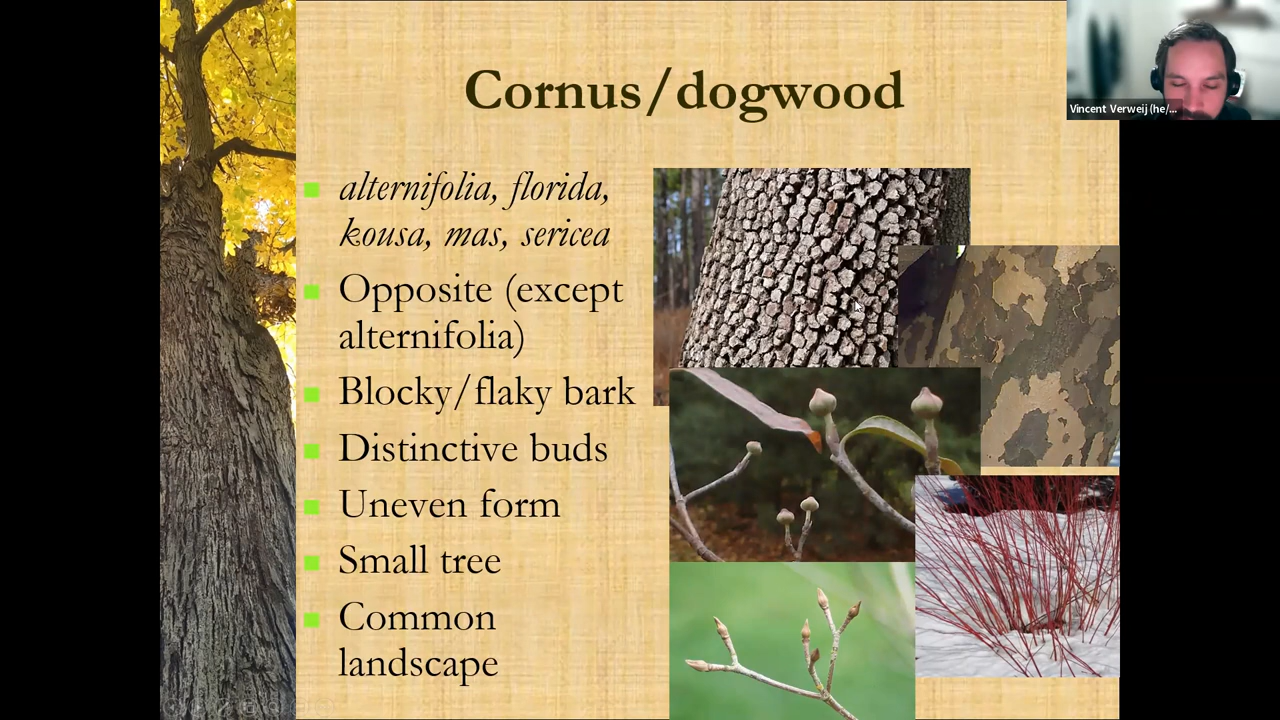 Cornus/dogwood
Vincent Verweij (he/...
alternifolia, florida,
kousa, mas, sericea
Opposite (except
alternifolia)
Blocky/flaky bark
Distinctive buds
Uneven form
Small tree
Common
landscape